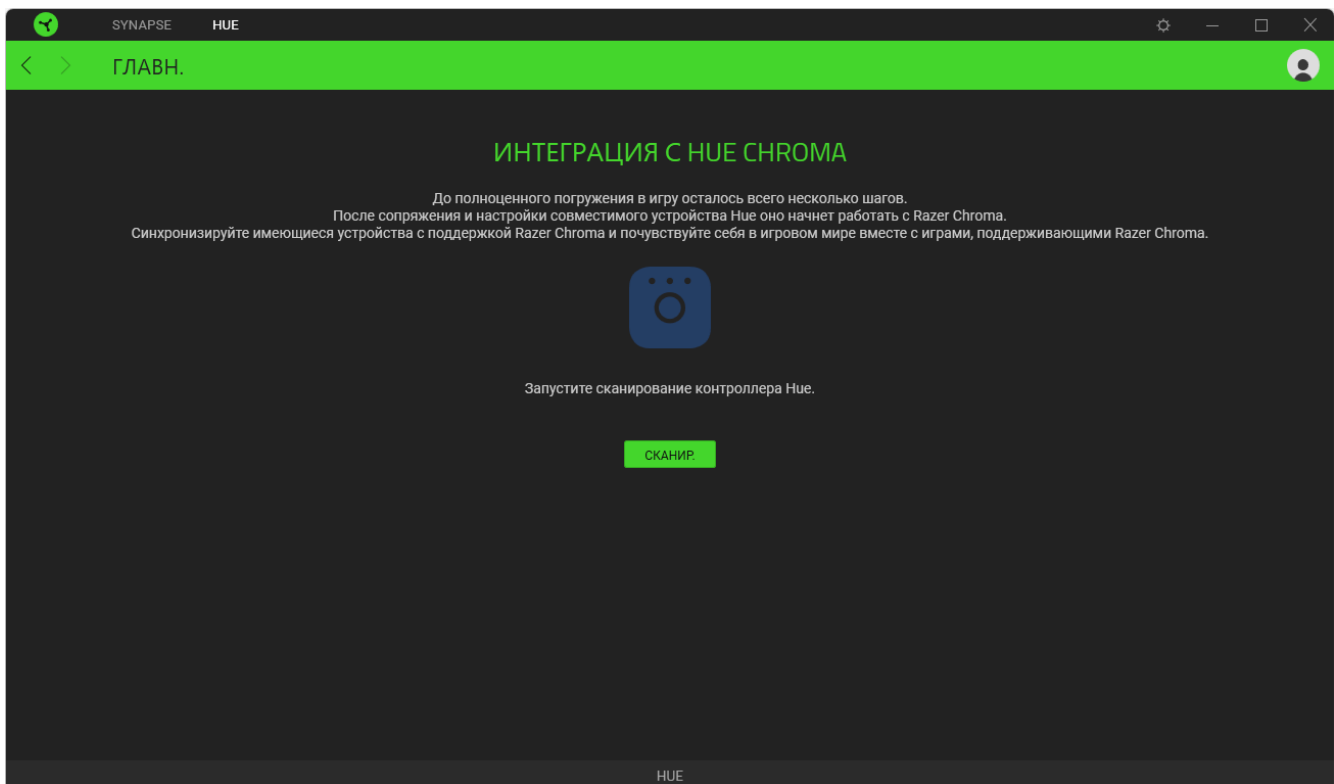 SYNAPSE HUE
ГЛАВН.
ИНТЕГРАЦИЯ С HUE CHROMA
До полноценного погружения в игру осталось всего несколько шагов.
После сопряжения и настройки совместимого устройства Hue оно начнет работать с Razer Chroma.
Синхронизируйте имеющиеся устройства с поддержкой Razer Chroma и почувствуйте себя в игровом мире вместе с играми, поддерживающими Razer Chroma.
Запустите сканирование контроллера Hue.
СКАНИР.
HUE